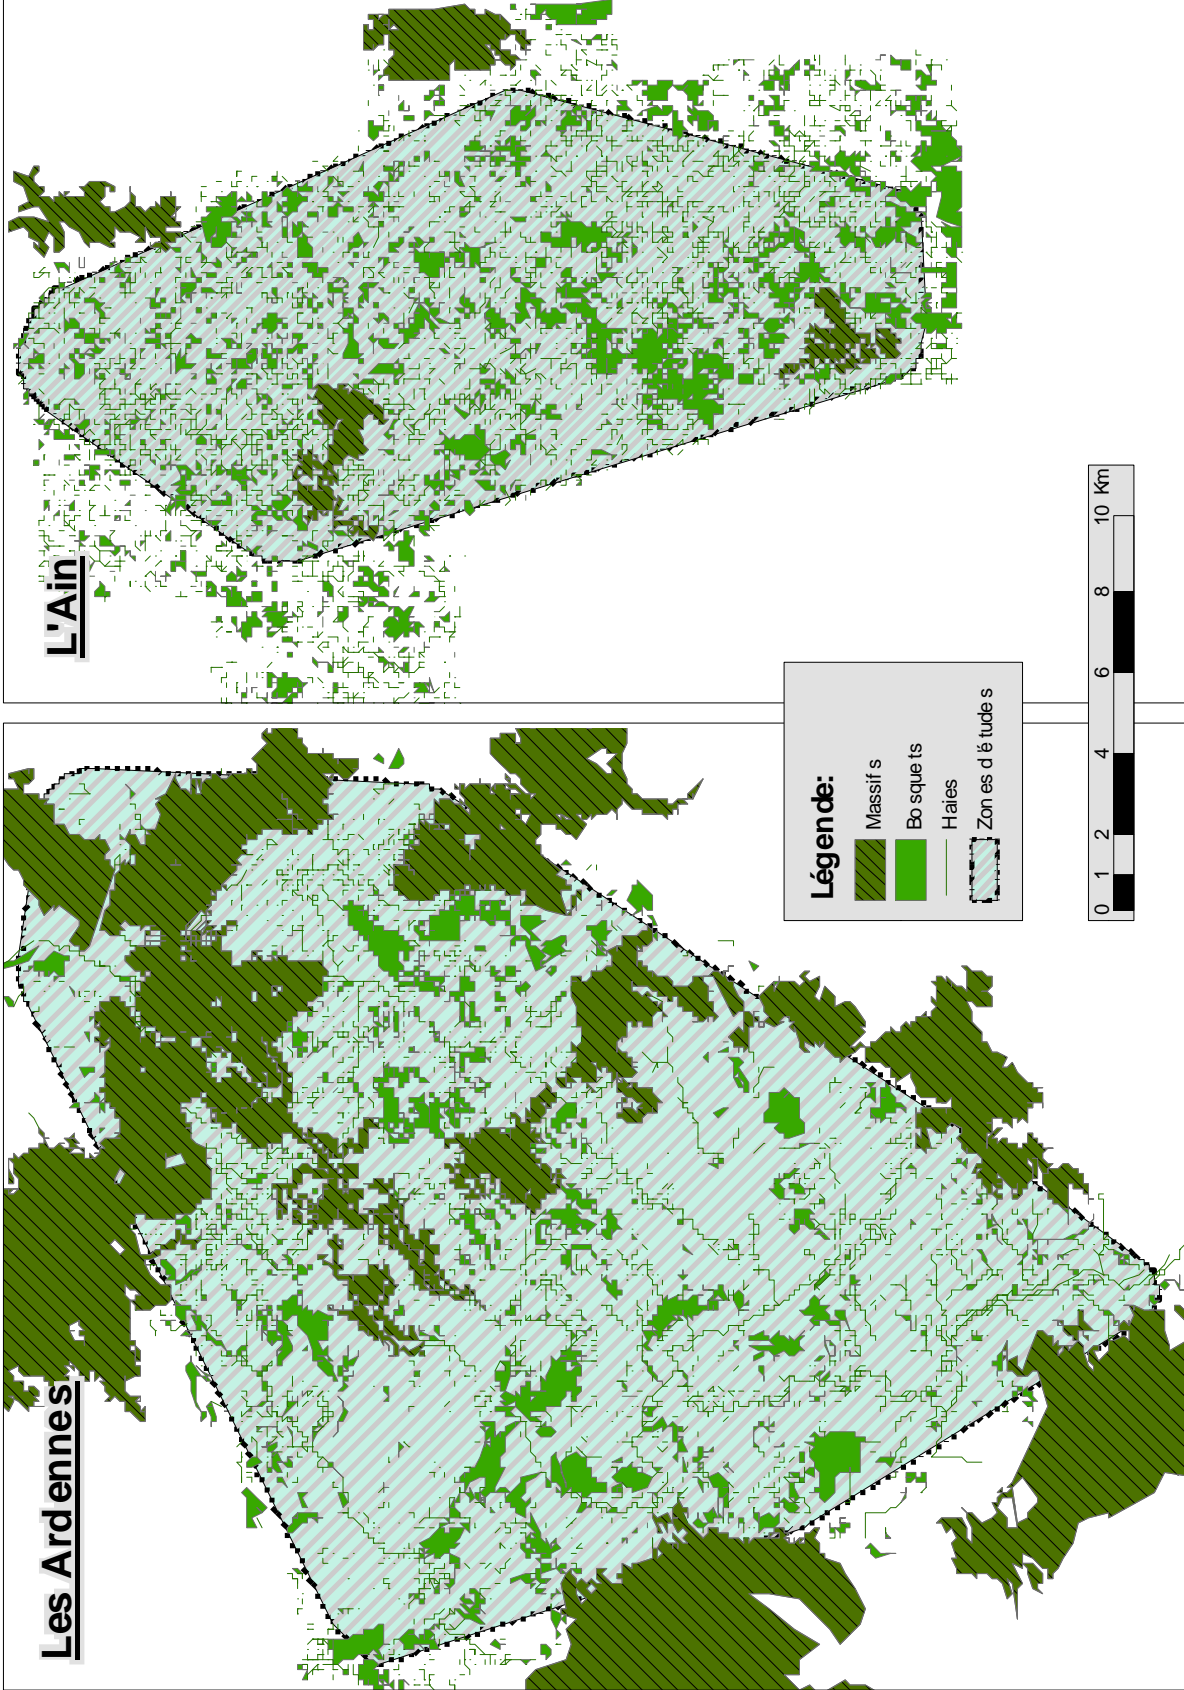 Les Ardennes
L'Ain
Légende:
Massifs
Bosquets
Haies
Zones d'études
0 1 2 4 6 8 10 Km